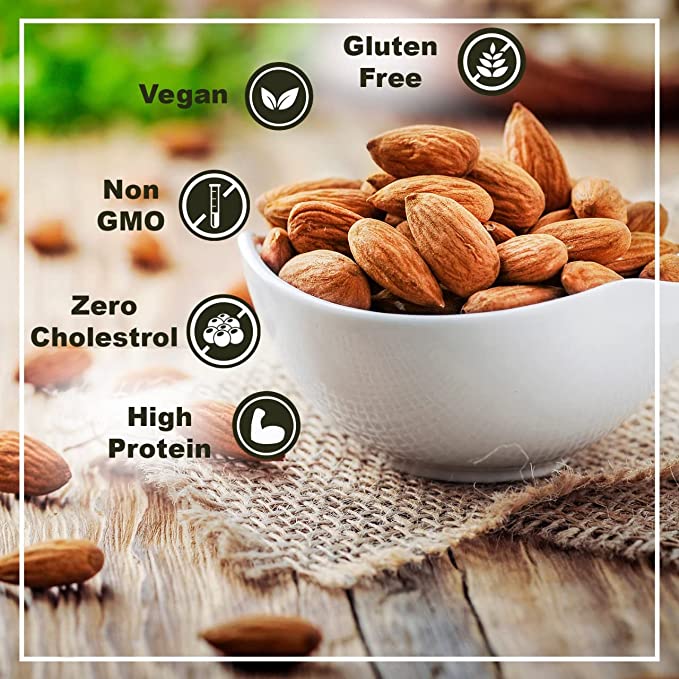 Gluten
Free
Vegan
Non
GMO
Zero
Cholestrol
High
Protein